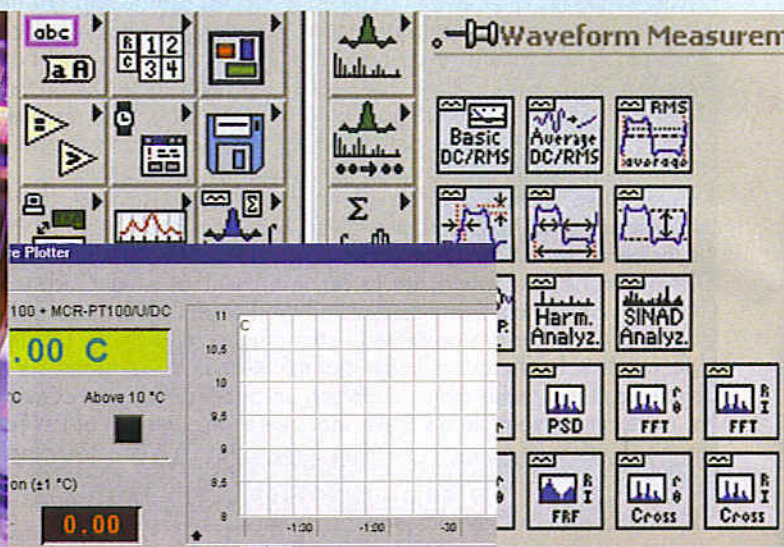 abc
aA
R 1 2
C 3 4
Waveform Measurem
Basic
DC/RMS
Average
DC/RMS
RMS
average
Σ
Σ
re Plotter
100 + MCR-PT100/U/DC
.00 C
°C
Above 10 °C
on (±1 °C)
0.00
11
C
10,5
10
9,5
9
8,5
8
-1:30
-1:00
-30
P.
Harm.
Analyz.
SINAD
Analyz.
r
PSD
r
θ
FFT
R
I
FFT
θ
R
I
FRF
r
θ
Cross
R
I
Cross